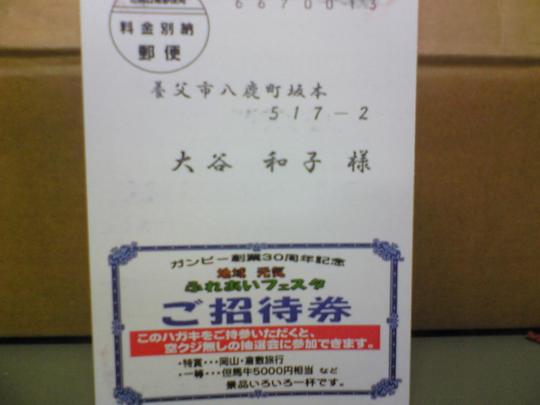 6670013
料金別納
郵便
養父市八鹿町坂本
517-2
大谷 和子 様
ガンピー創業30周年記念
地域 元気
ふれあいフェスタ
ご招待券
このハガキをご持参いただくと、
空クジ無しの抽選会に参加できます。
・特賞・・・岡山・倉敷旅行
・一等・・・但馬牛5000円相当 など
景品いろいろ一杯です。